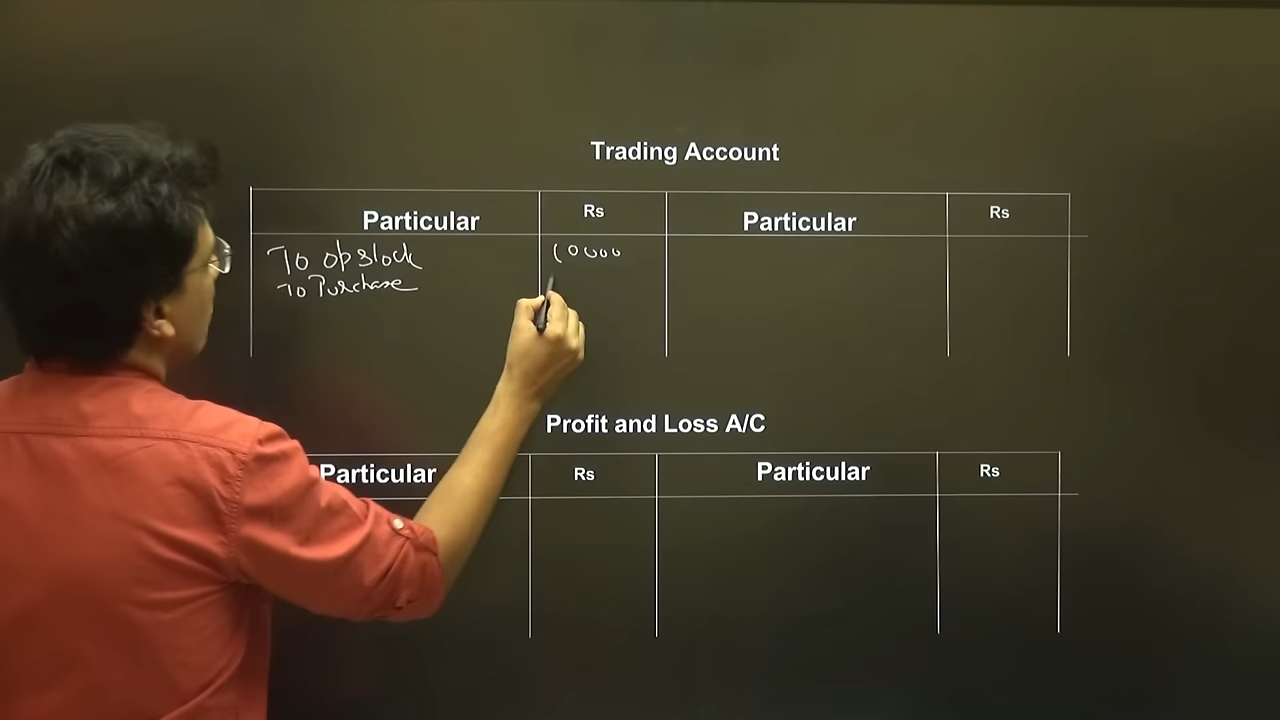 Trading Account
Particular Rs Particular Rs
To op stock 10000
To Purchase
Profit and Loss A/C
Particular Rs Particular Rs